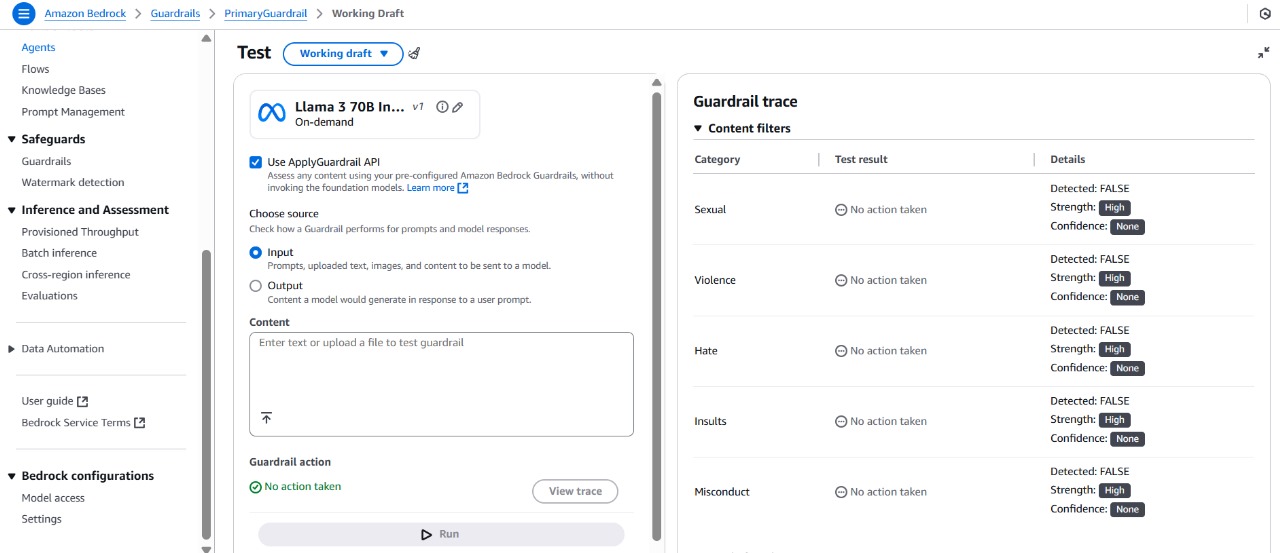 Amazon Bedrock > Guardrails > PrimaryGuardrail > Working Draft
Agents
Flows
Knowledge Bases
Prompt Management
Safeguards
Guardrails
Watermark detection
Inference and Assessment
Provisioned Throughput
Batch inference
Cross-region inference
Evaluations
Data Automation
User guide
Bedrock Service Terms
Bedrock configurations
Model access
Settings
Test
Working draft
Llama 3 70B In... v1
On-demand
Use ApplyGuardrail API
Assess any content using your pre-configured Amazon Bedrock Guardrails, without
invoking the foundation models. Learn more
Choose source
Check how a Guardrail performs for prompts and model responses.
Input
Prompts, uploaded text, images, and content to be sent to a model.
Output
Content a model would generate in response to a user prompt.
Content
Enter text or upload a file to test guardrail
Guardrail action
No action taken
View trace
Run
Guardrail trace
Content filters
Category Test result Details
Sexual No action taken
Detected: FALSE
Strength: High
Confidence: None
Violence No action taken
Detected: FALSE
Strength: High
Confidence: None
Hate No action taken
Detected: FALSE
Strength: High
Confidence: None
Insults No action taken
Detected: FALSE
Strength: High
Confidence: None
Misconduct No action taken
Detected: FALSE
Strength: High
Confidence: None